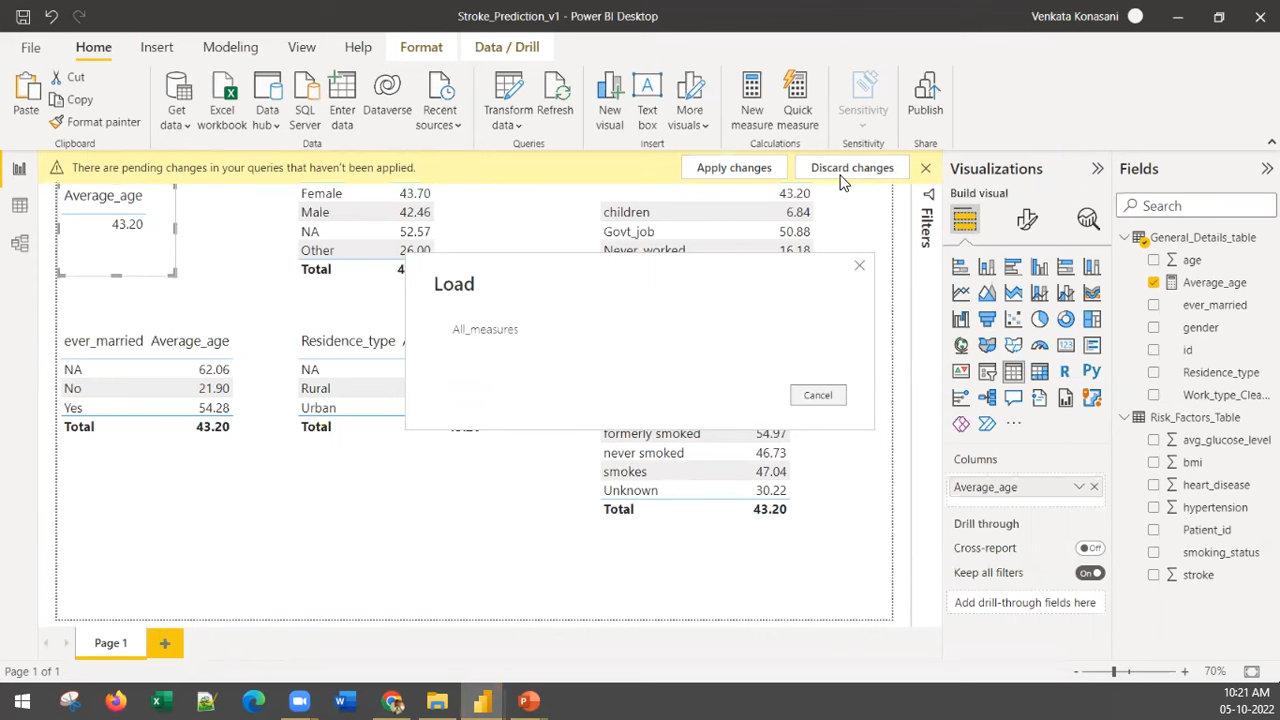 Stroke_Prediction_v1 - Power BI Desktop
Venkata Konasani
File Home Insert Modeling View Help Format Data / Drill
Paste
Cut
Copy
Format painter
Clipboard
Get data
Excel workbook
Data hub
SQL Server
Enter data
Dataverse
Recent sources
Data
Transform data
Refresh
Queries
New visual
Text box
More visuals
Insert
New measure
Quick measure
Calculations
Sensitivity
Sensitivity
Publish
Share
There are pending changes in your queries that haven't been applied.
Apply changes
Discard changes
Average_age
43.20
Female 43.70
Male 42.46
NA 52.57
Other 26.00
Total 4
43.20
children 6.84
Govt_job 50.88
Never_worked 16.18
Load
All_measures
Cancel
ever_married Average_age
NA 62.06
No 21.90
Yes 54.28
Total 43.20
Residence_type
NA
Rural
Urban
Total
formerly smoked 54.97
never smoked 46.73
smokes 47.04
Unknown 30.22
Total 43.20
Filters
Visualizations
Build visual
R
Py
123
Columns
Average_age
Drill through
Cross-report Off
Keep all filters On
Add drill-through fields here
Fields
Search
General_Details_table
age
Average_age
ever_married
gender
id
Residence_type
Work_type_Clea...
Risk_Factors_Table
avg_glucose_level
bmi
heart_disease
hypertension
Patient_id
smoking_status
stroke
Page 1
Page 1 of 1
70%
10:21 AM
05-10-2022